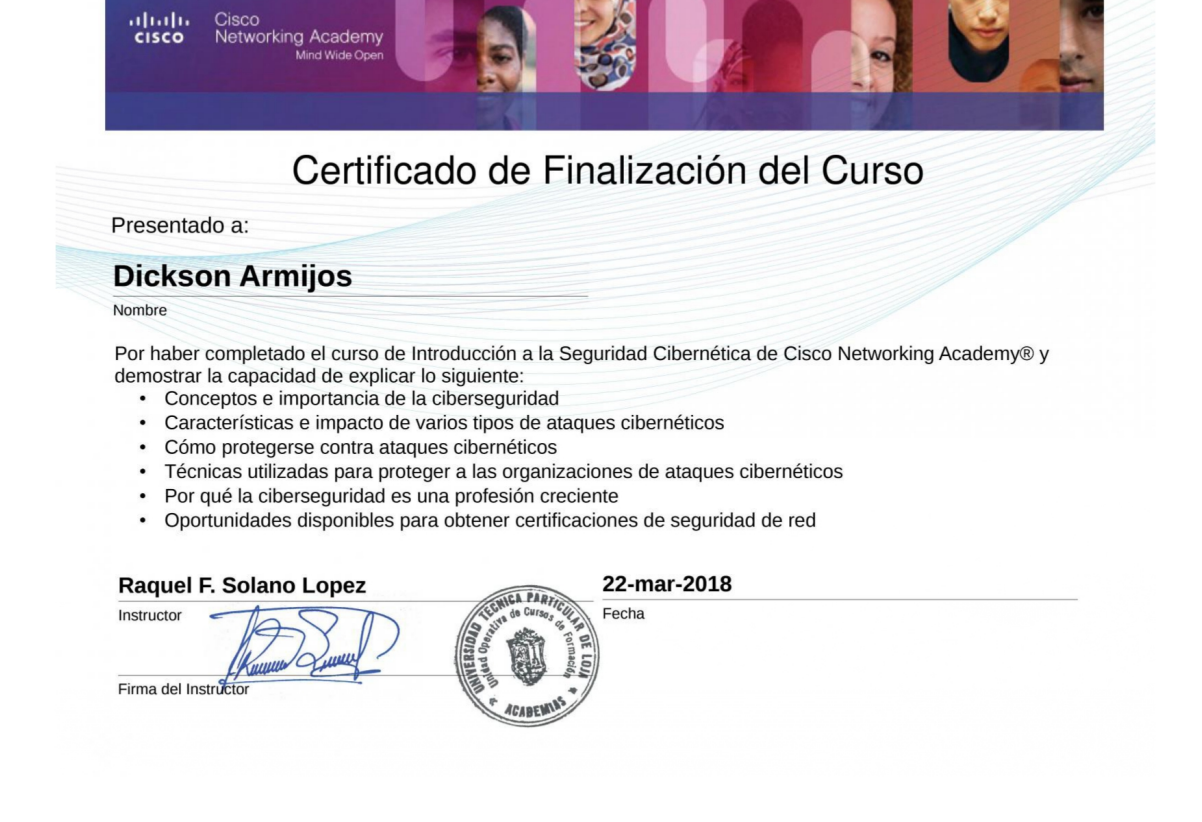 CISCO
Cisco
Networking Academy
Mind Wide Open
Certificado de Finalización del Curso
Presentado a:
Dickson Armijos
Nombre
Por haber completado el curso de Introducción a la Seguridad Cibernética de Cisco Networking Academy® y
demostrar la capacidad de explicar lo siguiente:
• Conceptos e importancia de la ciberseguridad
• Características e impacto de varios tipos de ataques cibernéticos
• Cómo protegerse contra ataques cibernéticos
• Técnicas utilizadas para proteger a las organizaciones de ataques cibernéticos
• Por qué la ciberseguridad es una profesión creciente
• Oportunidades disponibles para obtener certificaciones de seguridad de red
Raquel F. Solano Lopez
22-mar-2018
Instructor
Fecha
UNIVERSIDAD TÉCNICA PARTICULAR DE LOJA
Unidad Operativa de Cursos de Formación
ACADEMIAS
Firma del Instructor